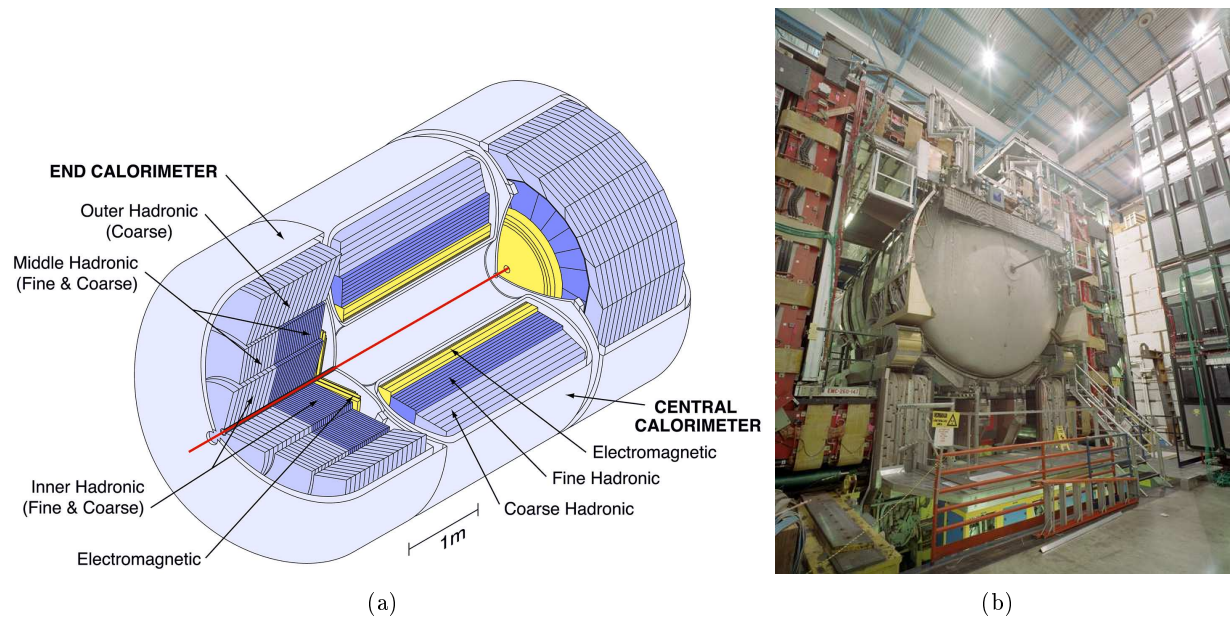 END CALORIMETER
Outer Hadronic
(Coarse)
Middle Hadronic
(Fine & Coarse)
Inner Hadronic
(Fine & Coarse)
Electromagnetic
1m
CENTRAL
CALORIMETER
Electromagnetic
Fine Hadronic
Coarse Hadronic
(a)
(b)